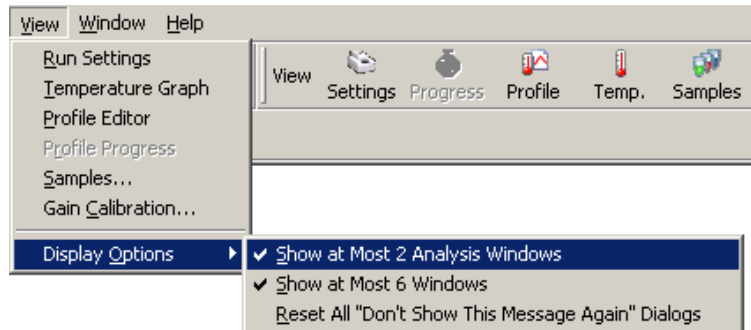 View Window Help
Run Settings
Temperature Graph
Profile Editor
Profile Progress
Samples...
Gain Calibration...
Display Options
View
Settings Progress Profile Temp. Samples
Show at Most 2 Analysis Windows
Show at Most 6 Windows
Reset All "Don't Show This Message Again" Dialogs